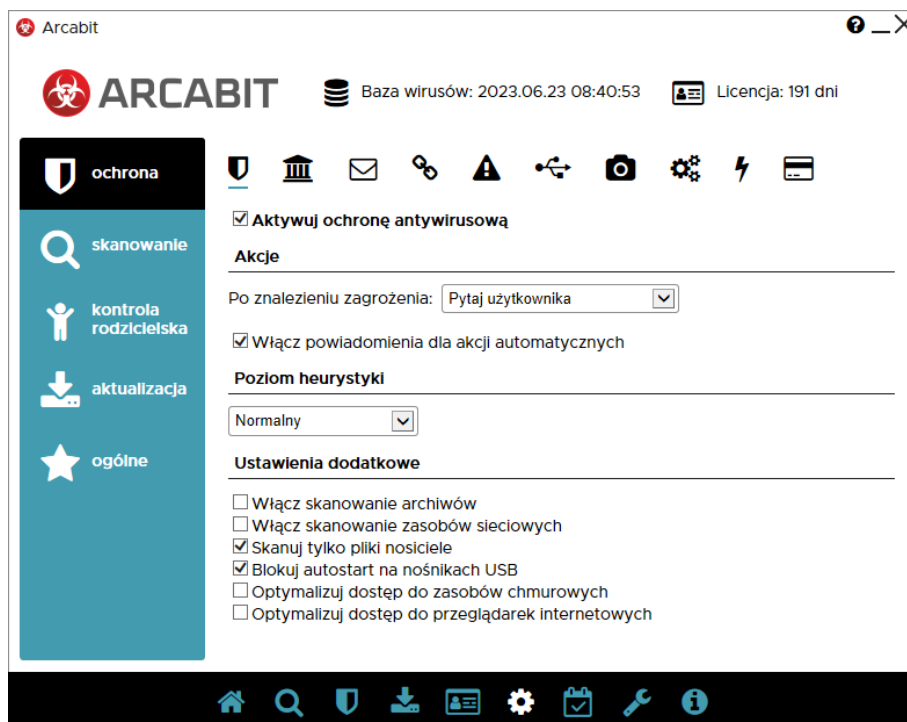 Arcabit
ARCABIT
Baza wirusów: 2023.06.23 08:40:53
Licencja: 191 dni
ochrona
skanowanie
kontrola
rodzicielska
aktualizacja
ogólne
Aktywuj ochronę antywirusową
Akcje
Po znalezieniu zagrożenia: Pytaj użytkownika
Włącz powiadomienia dla akcji automatycznych
Poziom heurystyki
Normalny
Ustawienia dodatkowe
Włącz skanowanie archiwów
Włącz skanowanie zasobów sieciowych
Skanuj tylko pliki nosiciele
Blokuj autostart na nośnikach USB
Optymalizuj dostęp do zasobów chmurowych
Optymalizuj dostęp do przeglądarek internetowych